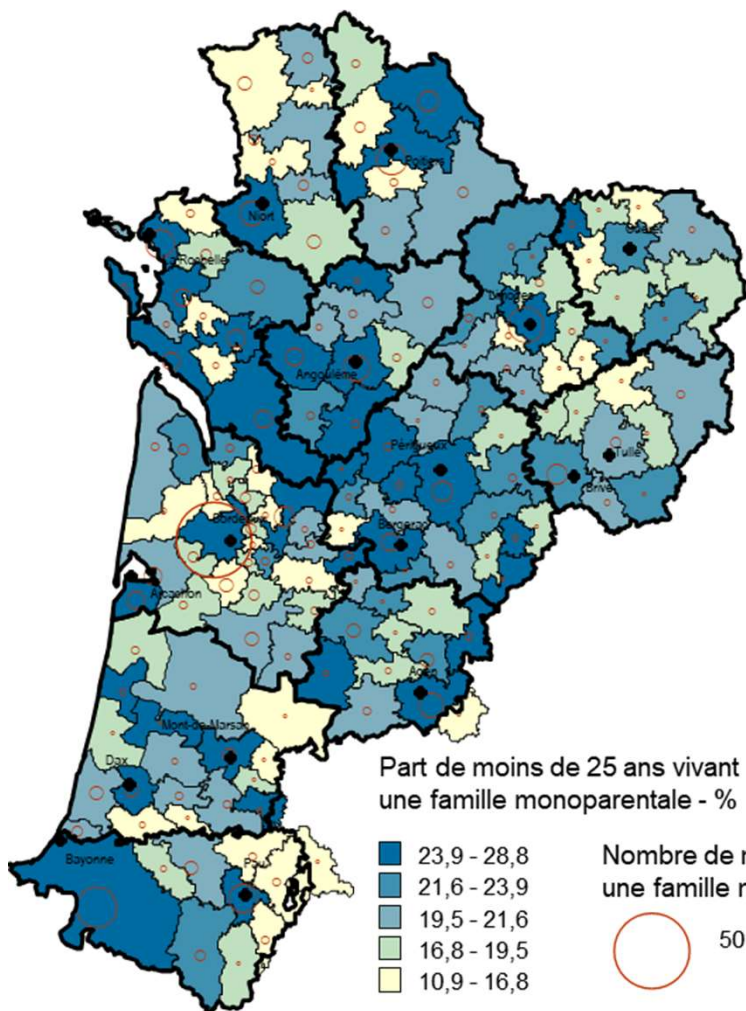 Poitiers
Niort
Guéret
La Rochelle
Limoges
Angoulême
Périgueux
Tulle
Brive
Bordeaux
Bergerac
Arcachon
Agen
Mont-de-Marsan
Dax
Part de moins de 25 ans vivant
une famille monoparentale - %
Bayonne
Pau
23,9 - 28,8
21,6 - 23,9
19,5 - 21,6
16,8 - 19,5
10,9 - 16,8
Nombre de
une famille
50